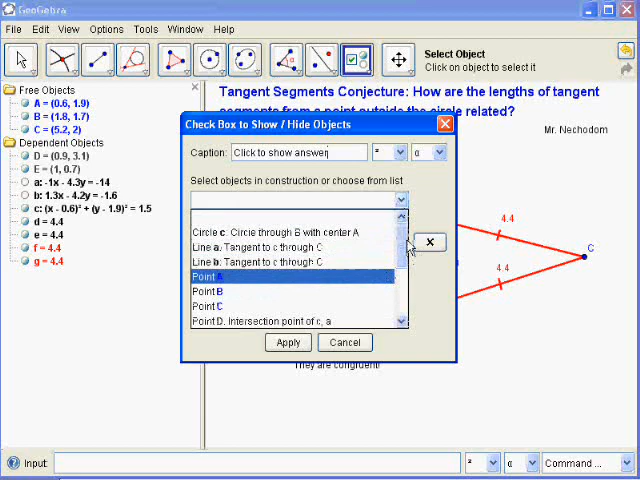 GeoGebra
File Edit View Options Tools Window Help
Select Object
Click on object to select it
Free Objects
A = (0.6, 1.9)
B = (1.8, 1.7)
C = (5.2, 2)
Dependent Objects
D = (0.9, 3.1)
E = (1, 0.7)
a: -1x - 4.3y = -14
b: 1.3x - 4.2y = -1.6
c: (x - 0.6)² + (y - 1.9)² = 1.5
d = 4.4
e = 4.4
f = 4.4
g = 4.4
Tangent Segments Conjecture: How are the lengths of tangent
segments from a point outside the circle related?
Mr. Nechodom
Check Box to Show / Hide Objects
Caption: Click to show answer
² α
Select objects in construction or choose from list
Circle c: Circle through B with center A
Line a: Tangent to c through C
Line b: Tangent to c through C
Point A
Point B
Point C
Point D: Intersection point of c, a
Apply Cancel
4.4
C
4.4
They are congruent!
Input:
² α Command ...